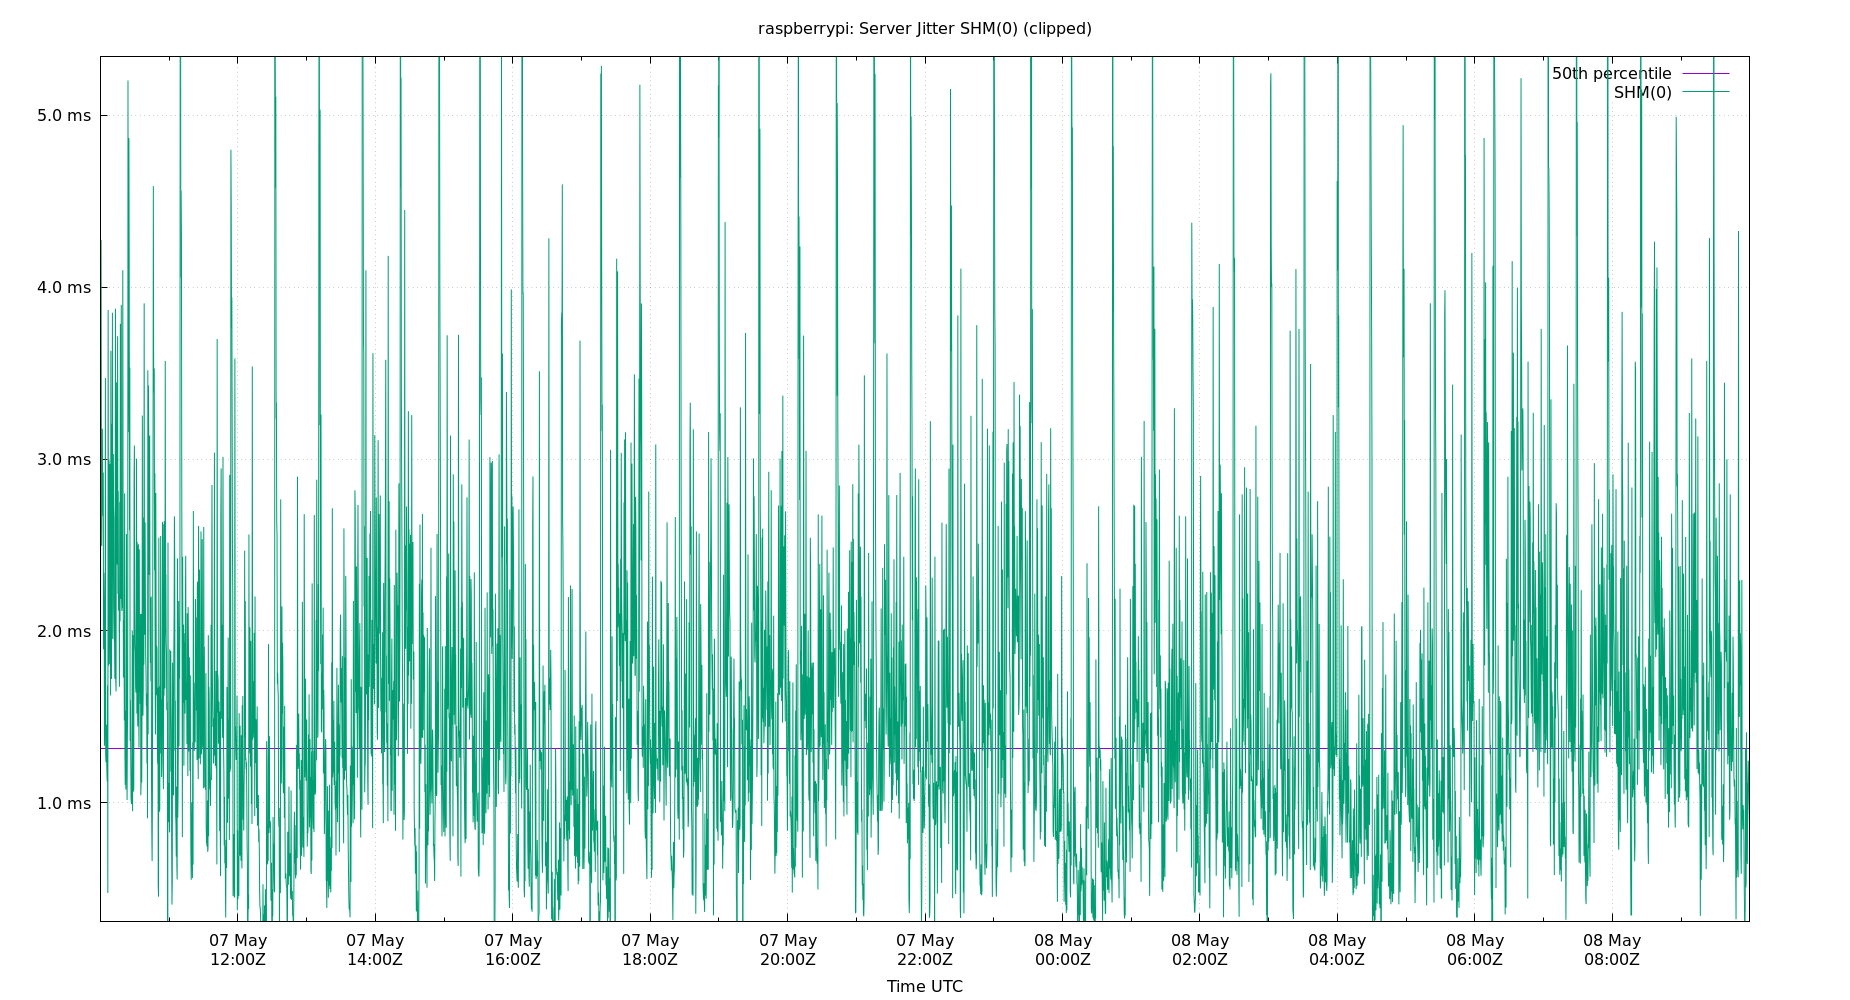 raspberrypi: Server Jitter SHM(0) (clipped)
50th percentile
SHM(0)
5.0 ms
4.0 ms
3.0 ms
2.0 ms
1.0 ms
07 May 07 May 07 May 07 May 07 May 07 May 08 May 08 May 08 May 08 May 08 May
12:00Z 14:00Z 16:00Z 18:00Z 20:00Z 22:00Z 00:00Z 02:00Z 04:00Z 06:00Z 08:00Z
Time UTC